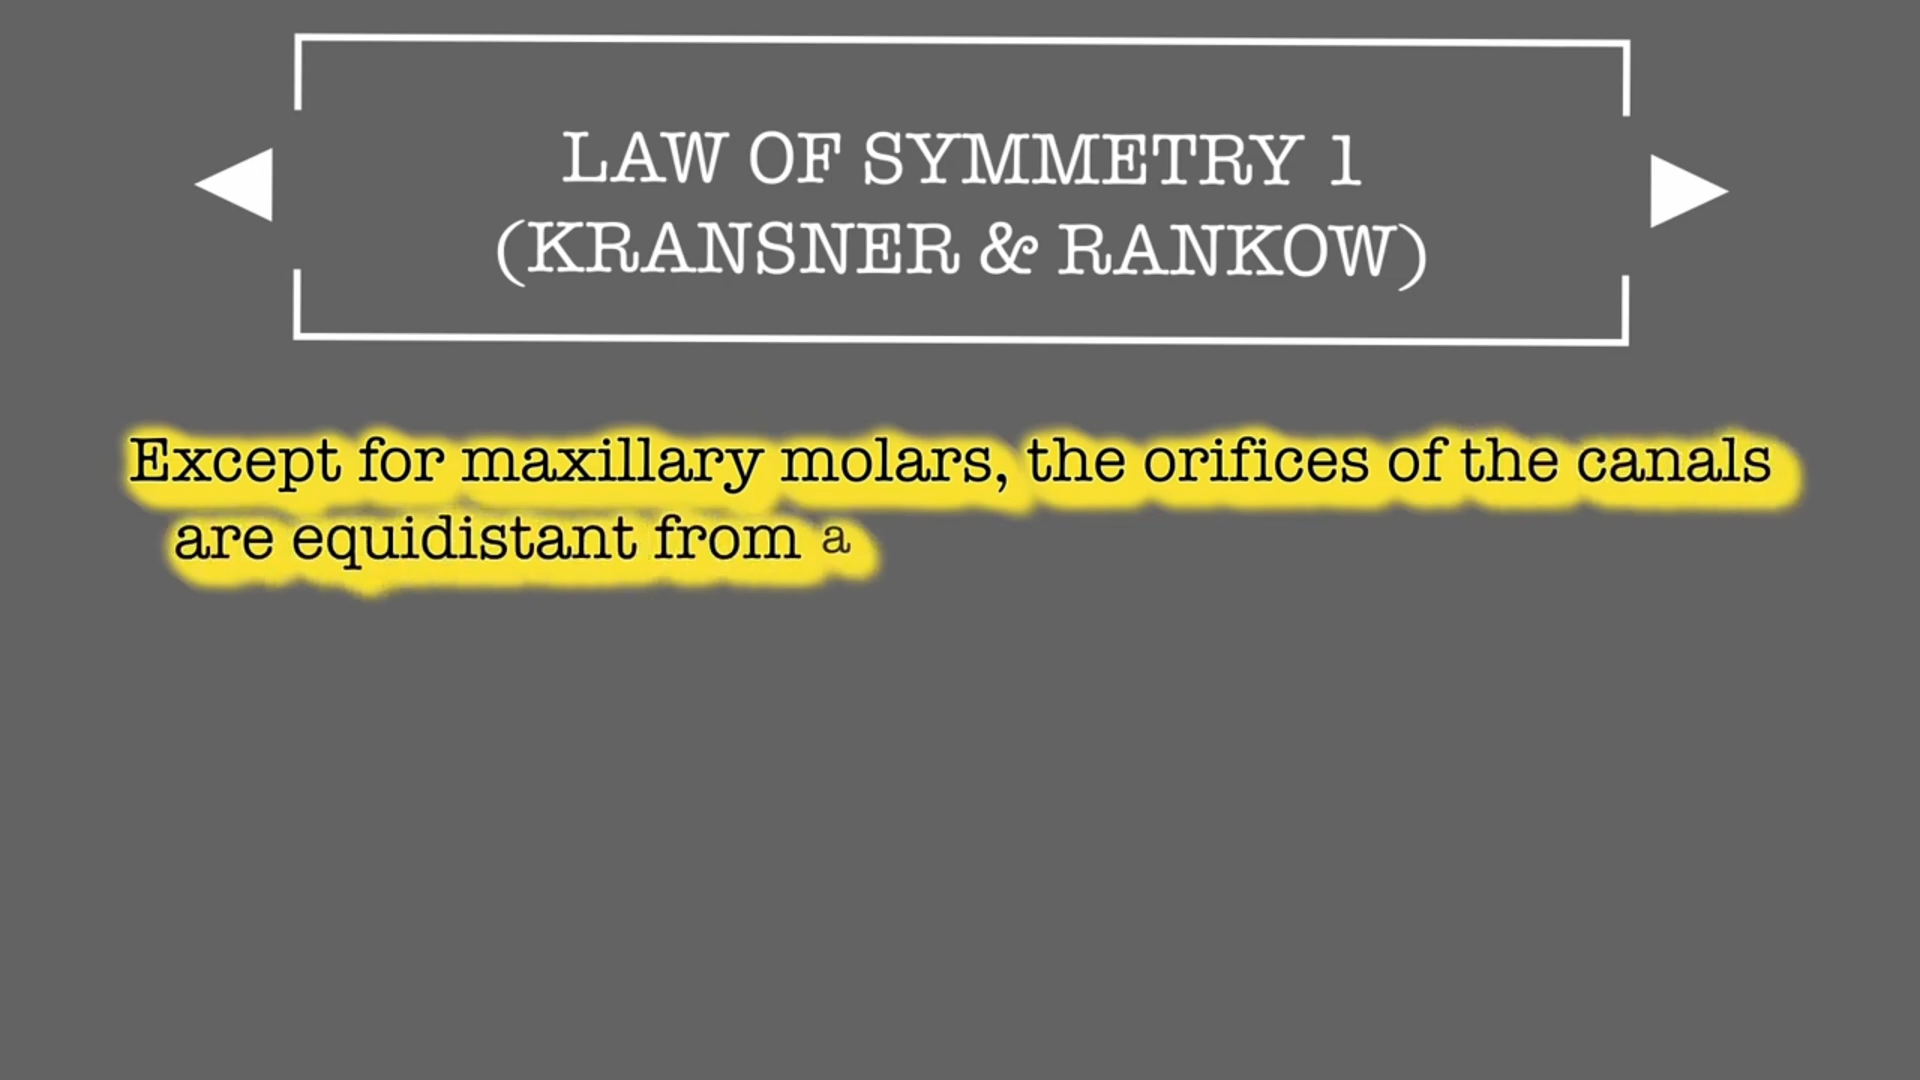 LAW OF SYMMETRY 1
(KRANSNER & RANKOW)
Except for maxillary molars, the orifices of the canals
are equidistant from a